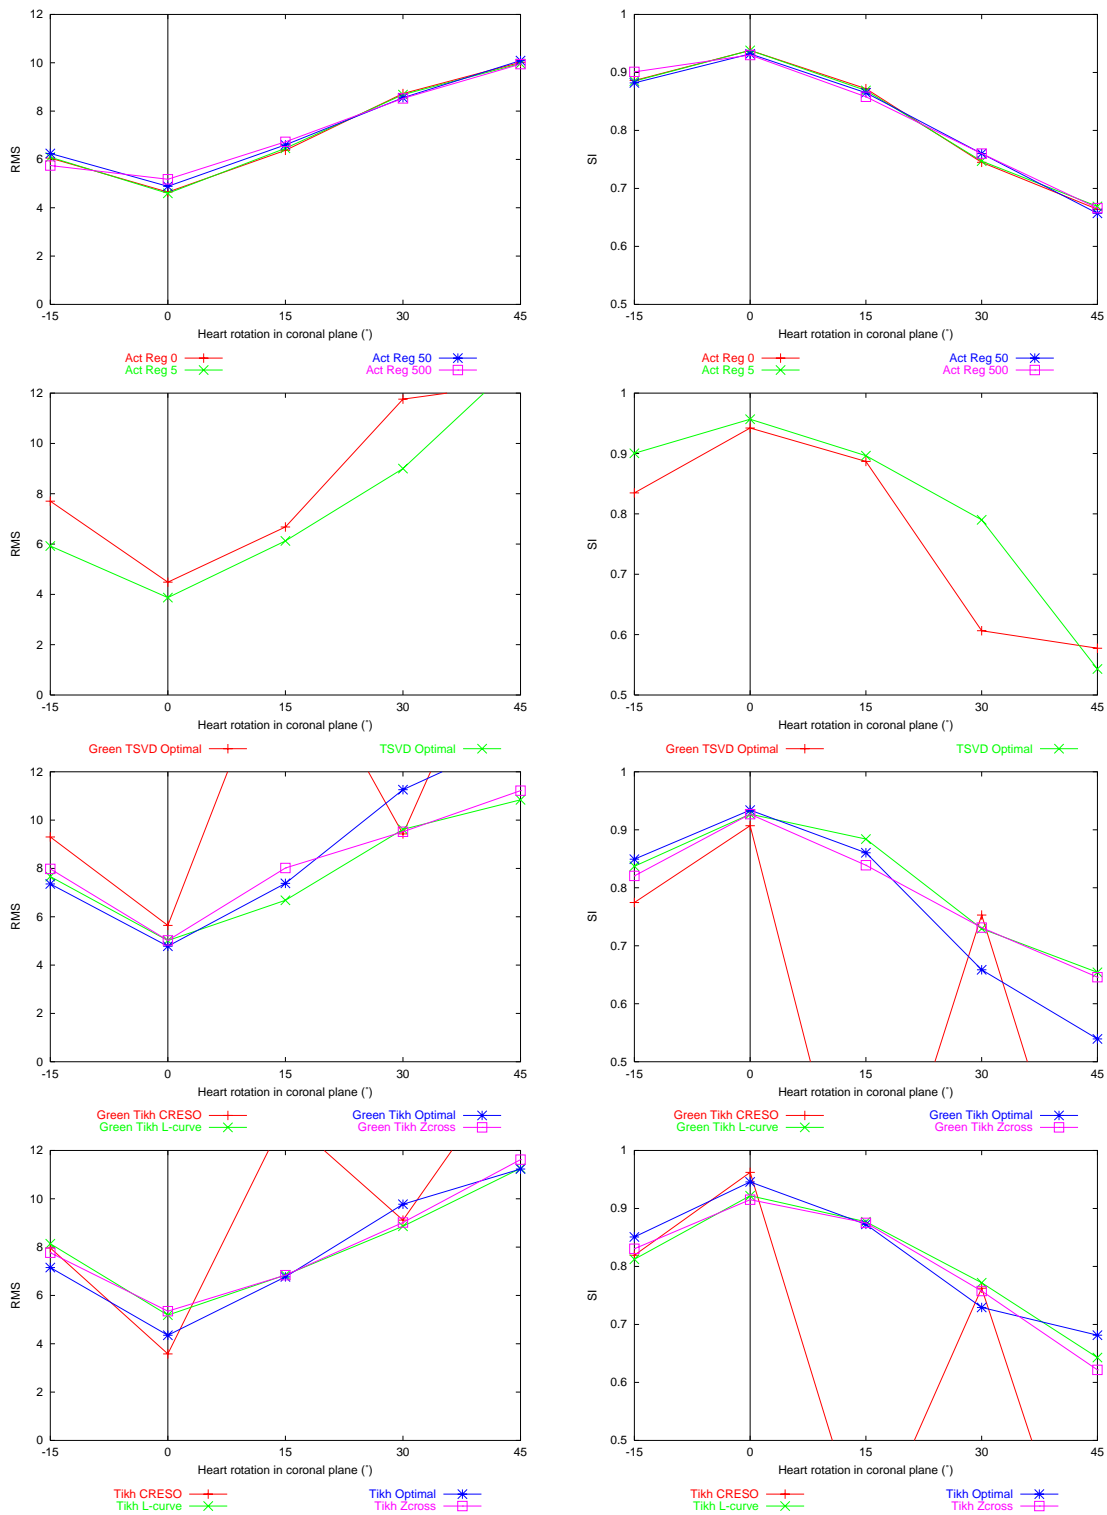 12
10
8
6
4
2
0
RMS
-15 0 15 30 45
Heart rotation in coronal plane (°)
Act Reg 0
Act Reg 5
Act Reg 50
Act Reg 500
1
0.9
0.8
0.7
0.6
0.5
SI
-15 0 15 30 45
Heart rotation in coronal plane (°)
Act Reg 0
Act Reg 5
Act Reg 50
Act Reg 500
12
10
8
6
4
2
0
RMS
-15 0 15 30 45
Heart rotation in coronal plane (°)
Green TSVD Optimal
TSVD Optimal
1
0.9
0.8
0.7
0.6
0.5
SI
-15 0 15 30 45
Heart rotation in coronal plane (°)
Green TSVD Optimal
TSVD Optimal
12
10
8
6
4
2
0
RMS
-15 0 15 30 45
Heart rotation in coronal plane (°)
Green Tikh CRESO
Green Tikh L-curve
Green Tikh Optimal
Green Tikh Zcross
1
0.9
0.8
0.7
0.6
0.5
SI
-15 0 15 30 45
Heart rotation in coronal plane (°)
Green Tikh CRESO
Green Tikh L-curve
Green Tikh Optimal
Green Tikh Zcross
12
10
8
6
4
2
0
RMS
-15 0 15 30 45
Heart rotation in coronal plane (°)
Tikh CRESO
Tikh L-curve
Tikh Optimal
Tikh Zcross
1
0.9
0.8
0.7
0.6
0.5
SI
-15 0 15 30 45
Heart rotation in coronal plane (°)
Tikh CRESO
Tikh L-curve
Tikh Optimal
Tikh Zcross